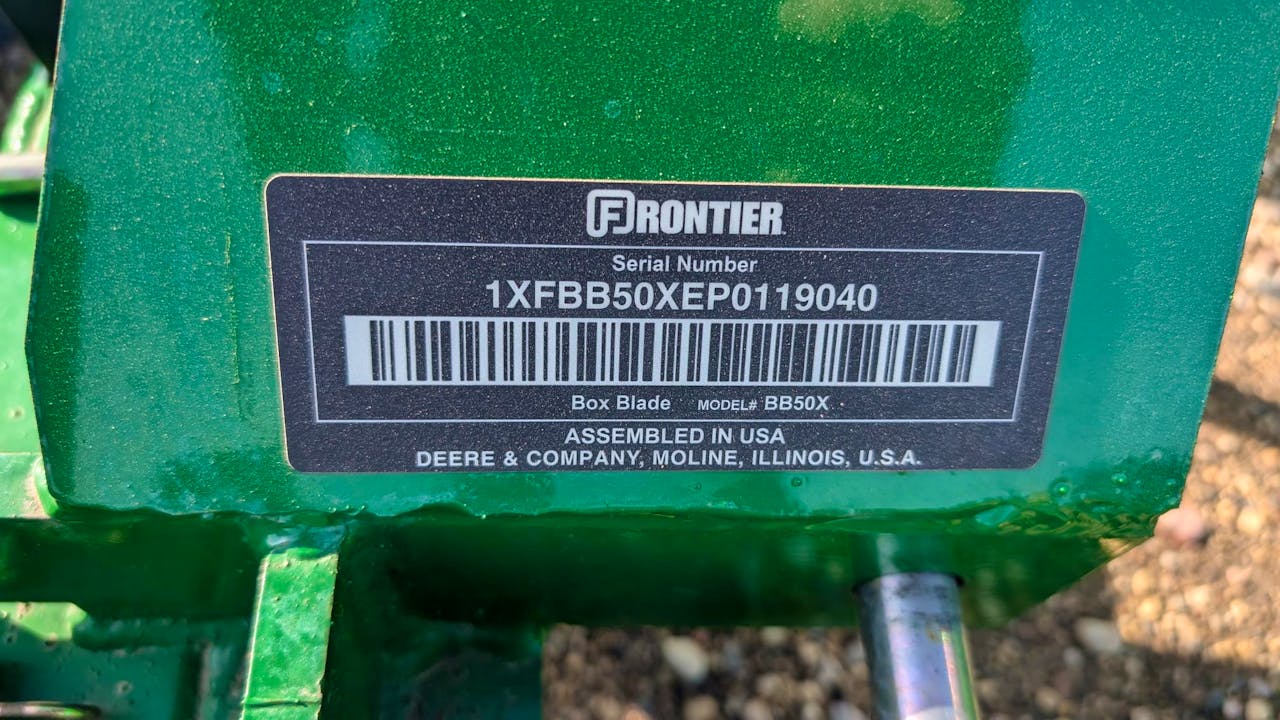 FRONTIER
Serial Number
1XFBB50XEP0119040
Box Blade MODEL# BB50X
ASSEMBLED IN USA
DEERE & COMPANY, MOLINE, ILLINOIS, U.S.A.